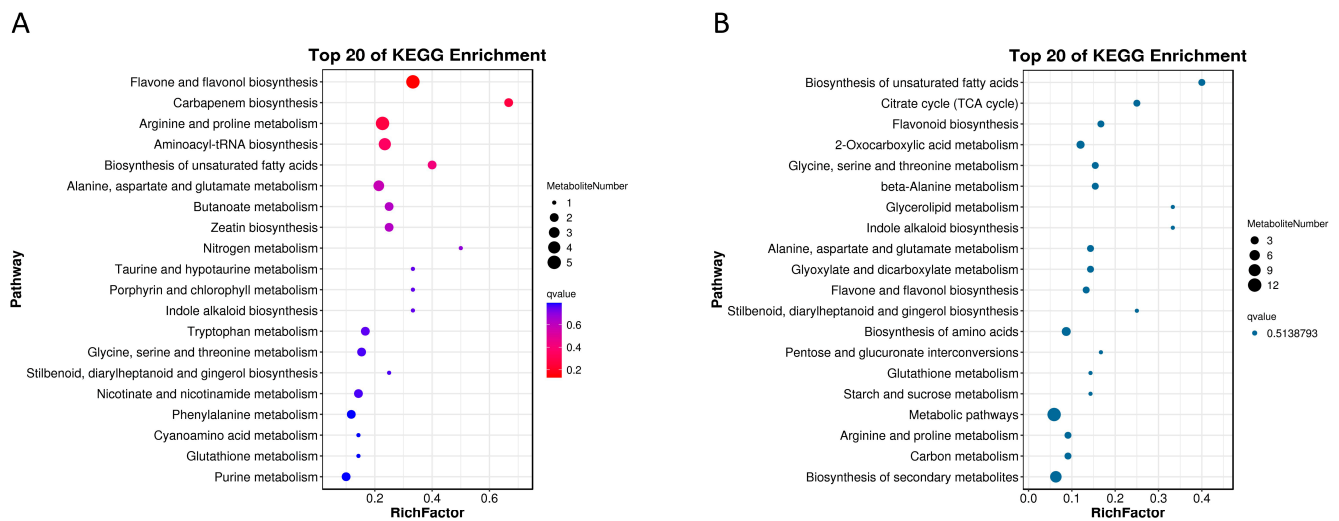 A
Top 20 of KEGG Enrichment
Pathway
Flavone and flavonol biosynthesis
Carbapenem biosynthesis
Arginine and proline metabolism
Aminoacyl-tRNA biosynthesis
Biosynthesis of unsaturated fatty acids
Alanine, aspartate and glutamate metabolism
Butanoate metabolism
Zeatin biosynthesis
Nitrogen metabolism
Taurine and hypotaurine metabolism
Porphyrin and chlorophyll metabolism
Indole alkaloid biosynthesis
Tryptophan metabolism
Glycine, serine and threonine metabolism
Stilbenoid, diarylheptanoid and gingerol biosynthesis
Nicotinate and nicotinamide metabolism
Phenylalanine metabolism
Cyanoamino acid metabolism
Glutathione metabolism
Purine metabolism
0.2 0.4 0.6
RichFactor
MetaboliteNumber
1
2
3
4
5
qvalue
0.6
0.4
0.2
B
Top 20 of KEGG Enrichment
Pathway
Biosynthesis of unsaturated fatty acids
Citrate cycle (TCA cycle)
Flavonoid biosynthesis
2-Oxocarboxylic acid metabolism
Glycine, serine and threonine metabolism
beta-Alanine metabolism
Glycerolipid metabolism
Indole alkaloid biosynthesis
Alanine, aspartate and glutamate metabolism
Glyoxylate and dicarboxylate metabolism
Flavone and flavonol biosynthesis
Stilbenoid, diarylheptanoid and gingerol biosynthesis
Biosynthesis of amino acids
Pentose and glucuronate interconversions
Glutathione metabolism
Starch and sucrose metabolism
Metabolic pathways
Arginine and proline metabolism
Carbon metabolism
Biosynthesis of secondary metabolites
0.0 0.1 0.2 0.3 0.4
RichFactor
MetaboliteNumber
3
6
9
12
qvalue
0.5138793